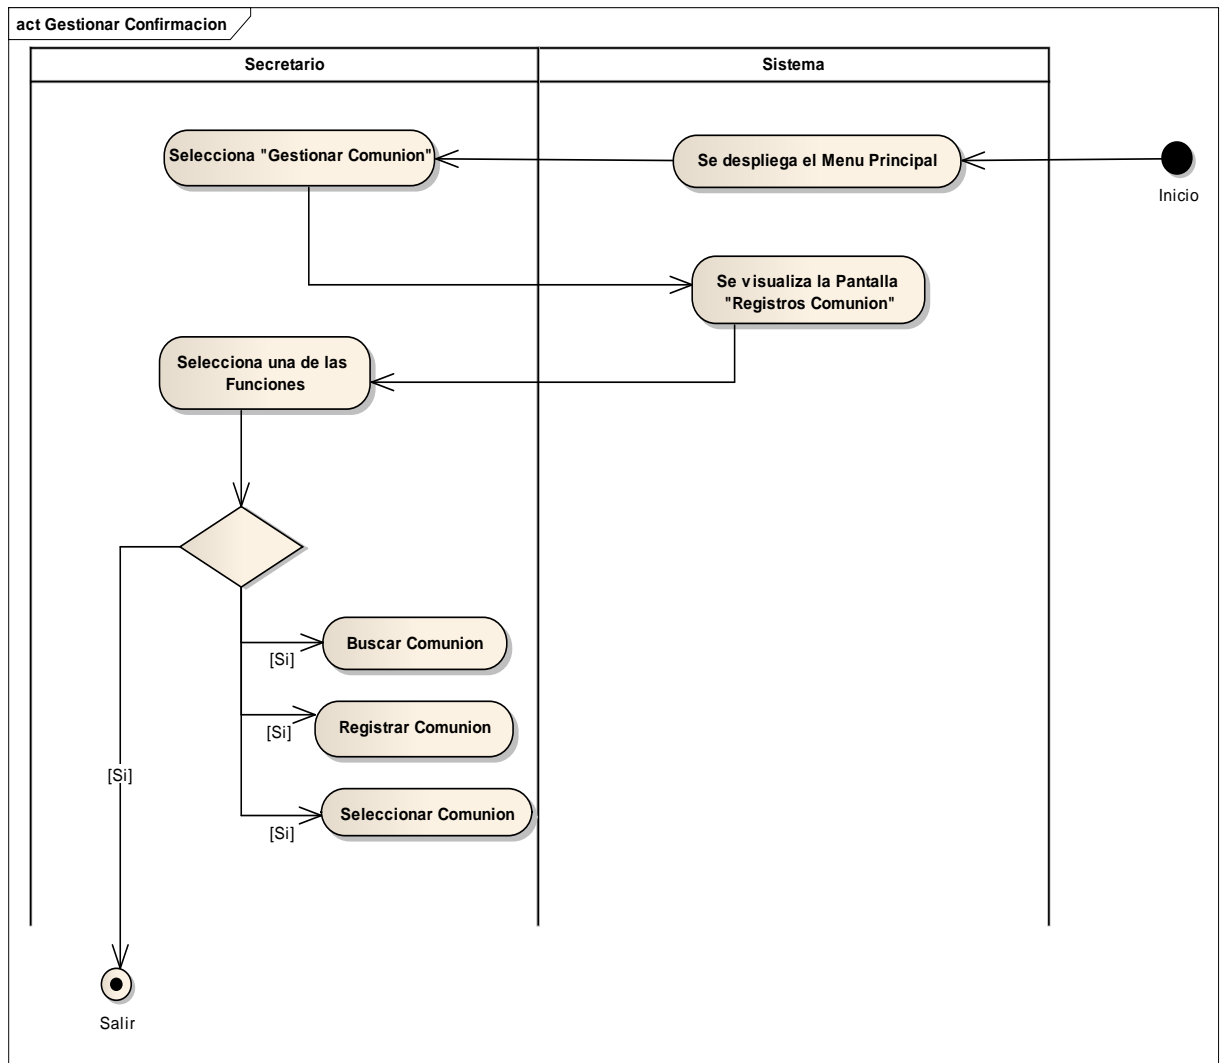 act Gestionar Confirmacion
Secretario
Sistema
Selecciona "Gestionar Comunion"
Se despliega el Menu Principal
Inicio
Se visualiza la Pantalla
"Registros Comunion"
Selecciona una de las
Funciones
Buscar Comunion
[Si]
Registrar Comunion
[Si]
[Si]
Seleccionar Comunion
[Si]
Salir